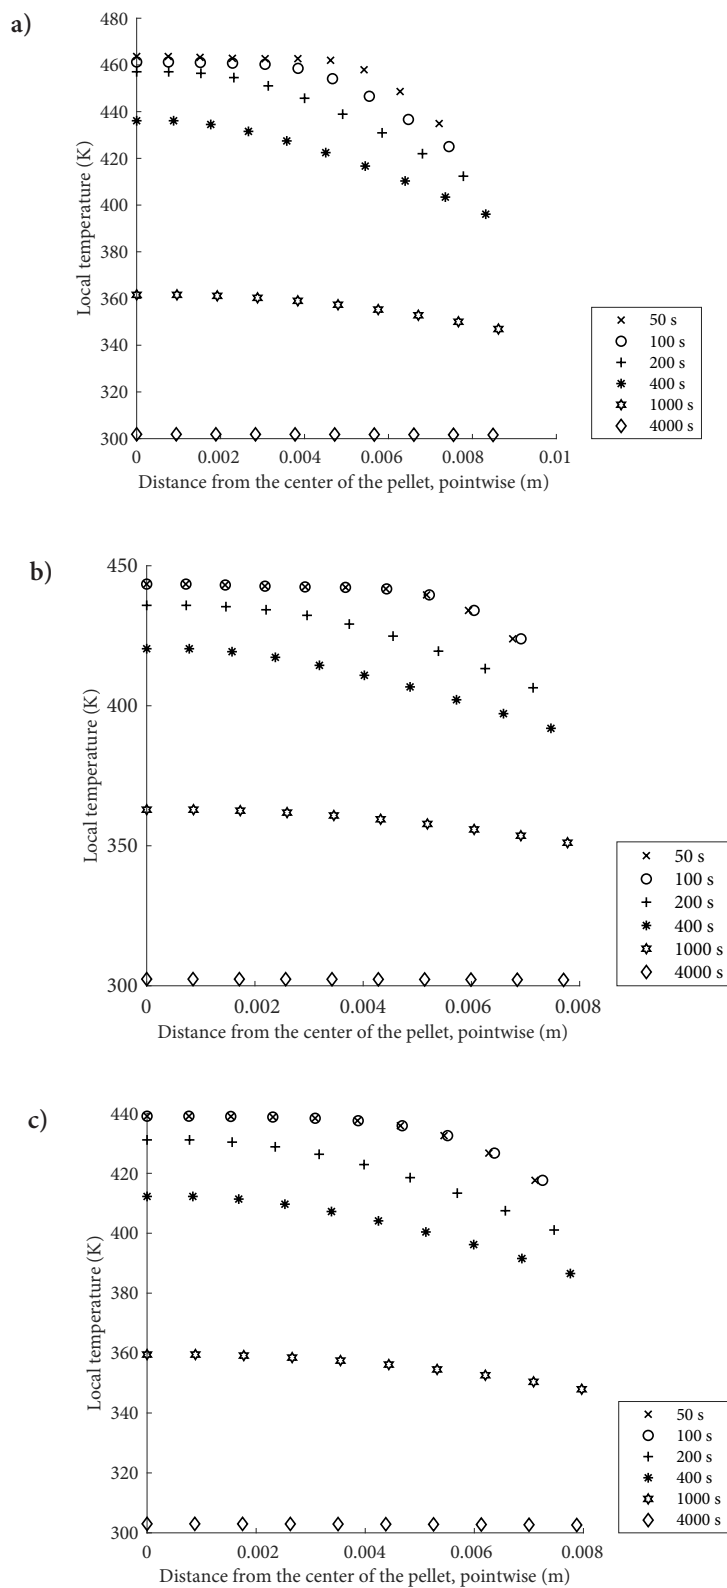 a)
480
460
440
420
400
380
360
340
320
300
Local temperature (K)
0 0.002 0.004 0.006 0.008 0.01
Distance from the center of the pellet, pointwise (m)
50 s
100 s
200 s
400 s
1000 s
4000 s
b)
450
400
350
300
Local temperature (K)
0 0.002 0.004 0.006 0.008
Distance from the center of the pellet, pointwise (m)
50 s
100 s
200 s
400 s
1000 s
4000 s
c)
440
420
400
380
360
340
320
300
Local temperature (K)
0 0.002 0.004 0.006 0.008
Distance from the center of the pellet, pointwise (m)
50 s
100 s
200 s
400 s
1000 s
4000 s